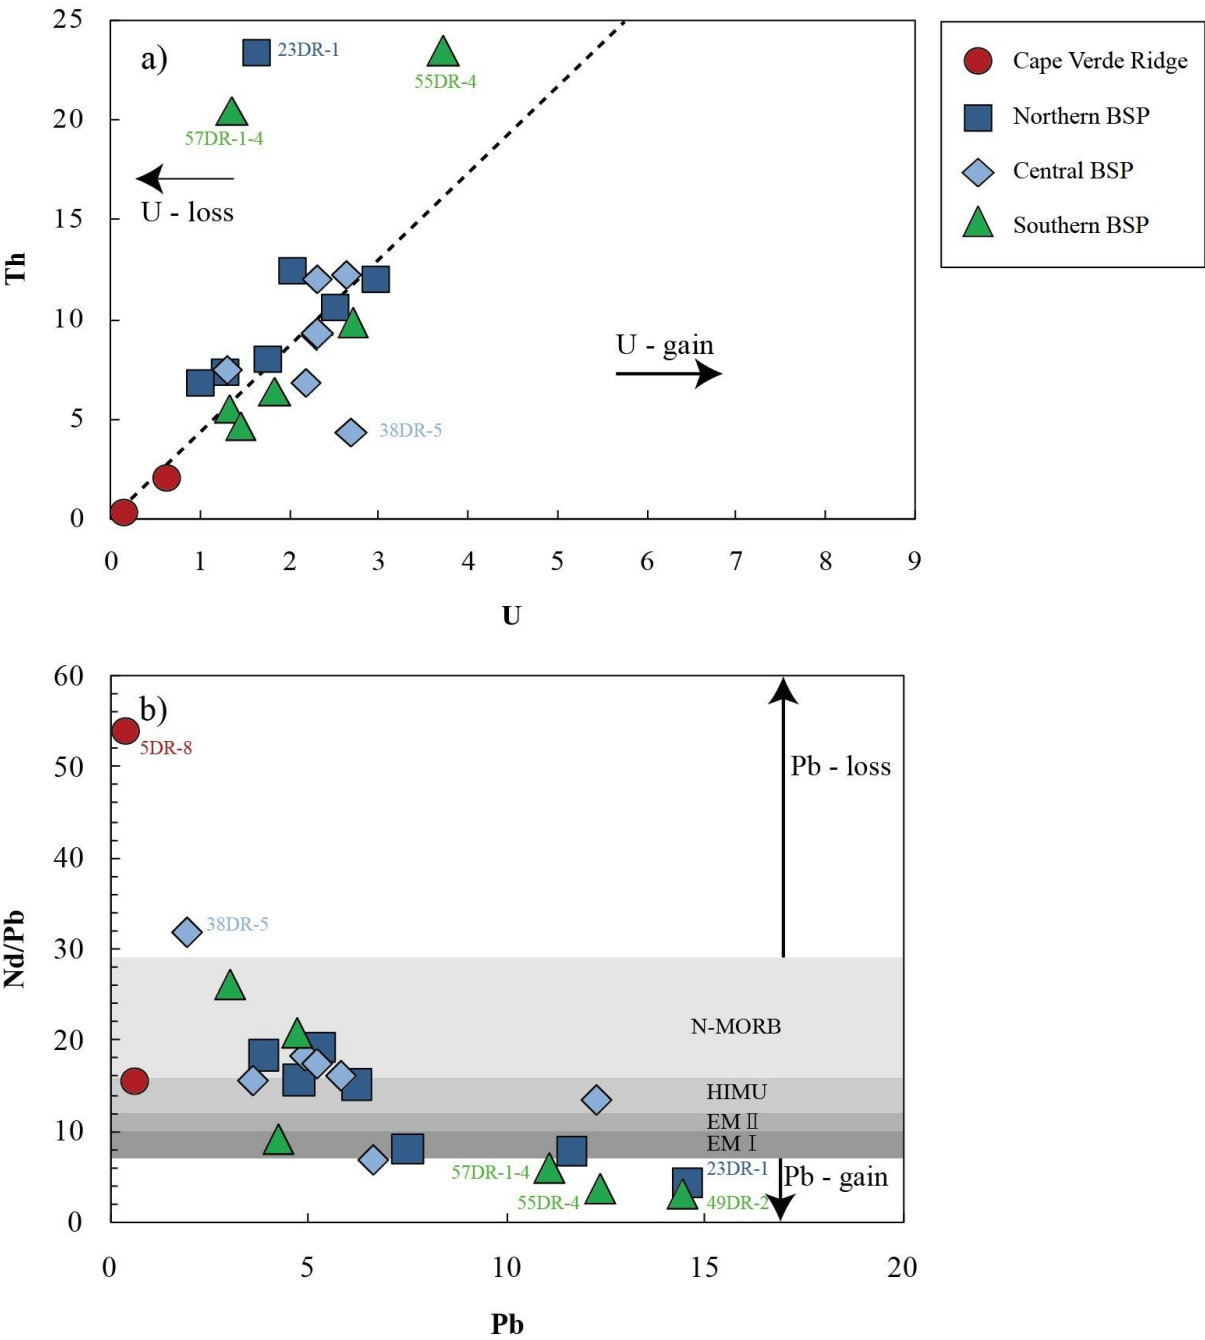 25
a)
23DR-1
55DR-4
Cape Verde Ridge
Northern BSP
Central BSP
Southern BSP
20
57DR-1-4
U - loss
15
Th
10
U - gain
5
38DR-5
0
0 1 2 3 4 5 6 7 8 9
U
60
b)
5DR-8
50
Pb - loss
40
38DR-5
30
Nd/Pb
N-MORB
20
HIMU
EM Ⅱ
10
EM Ⅰ
57DR-1-4
23DR-1
Pb - gain
55DR-4
49DR-2
0
0 5 10 15 20
Pb